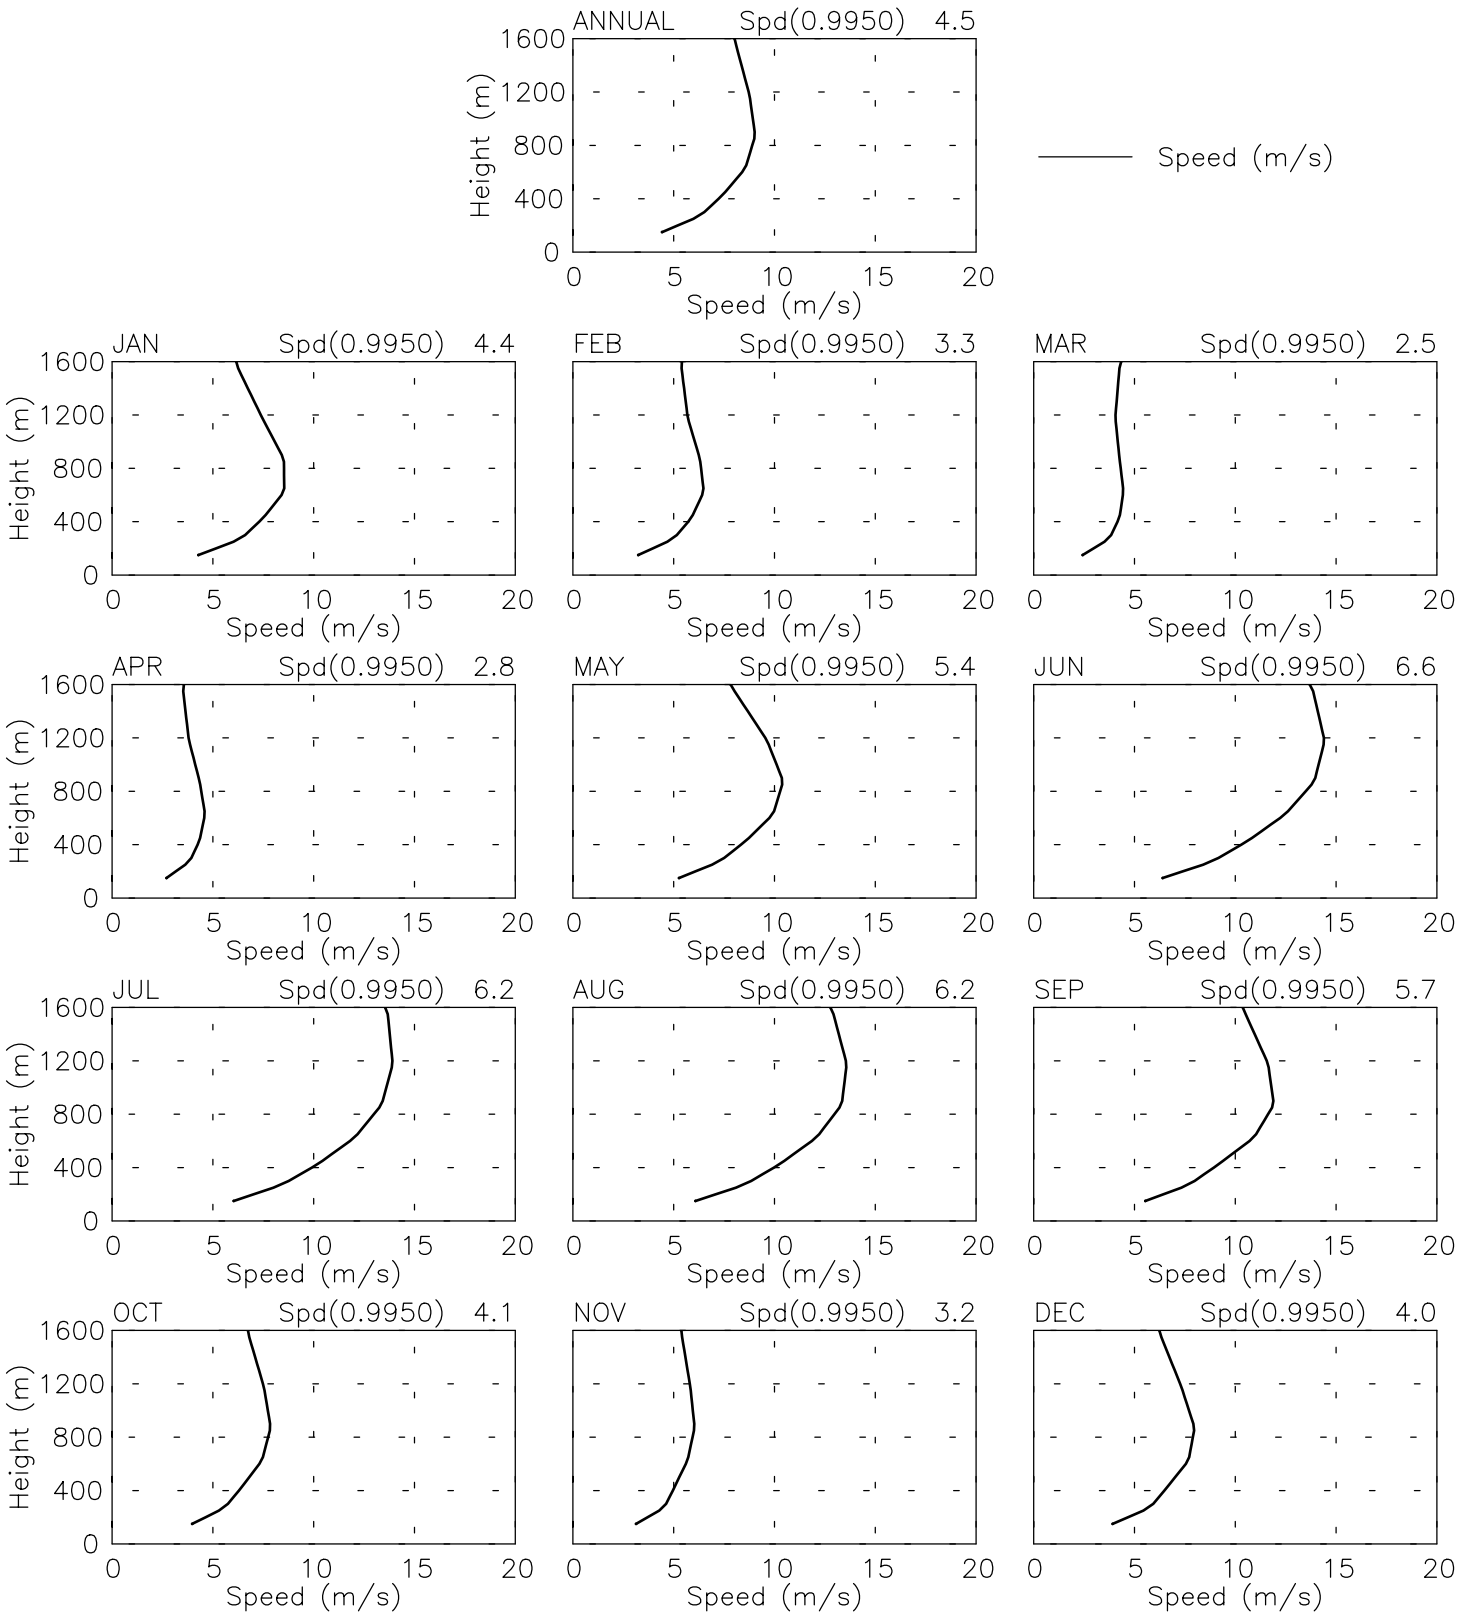 ANNUAL Spd(0.9950) 4.5
1600
1200
800
400
0
Height (m)
0 5 10 15 20
Speed (m/s)
Speed (m/s)
JAN Spd(0.9950) 4.4
1600
1200
800
400
0
Height (m)
0 5 10 15 20
Speed (m/s)
FEB Spd(0.9950) 3.3
0 5 10 15 20
Speed (m/s)
MAR Spd(0.9950) 2.5
0 5 10 15 20
Speed (m/s)
APR Spd(0.9950) 2.8
1600
1200
800
400
0
Height (m)
0 5 10 15 20
Speed (m/s)
MAY Spd(0.9950) 5.4
0 5 10 15 20
Speed (m/s)
JUN Spd(0.9950) 6.6
0 5 10 15 20
Speed (m/s)
JUL Spd(0.9950) 6.2
1600
1200
800
400
0
Height (m)
0 5 10 15 20
Speed (m/s)
AUG Spd(0.9950) 6.2
0 5 10 15 20
Speed (m/s)
SEP Spd(0.9950) 5.7
0 5 10 15 20
Speed (m/s)
OCT Spd(0.9950) 4.1
1600
1200
800
400
0
Height (m)
0 5 10 15 20
Speed (m/s)
NOV Spd(0.9950) 3.2
0 5 10 15 20
Speed (m/s)
DEC Spd(0.9950) 4.0
0 5 10 15 20
Speed (m/s)